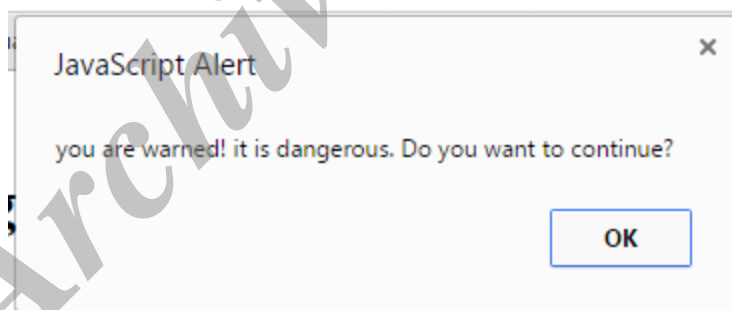 JavaScript Alert
you are warned! it is dangerous. Do you want to continue?
OK